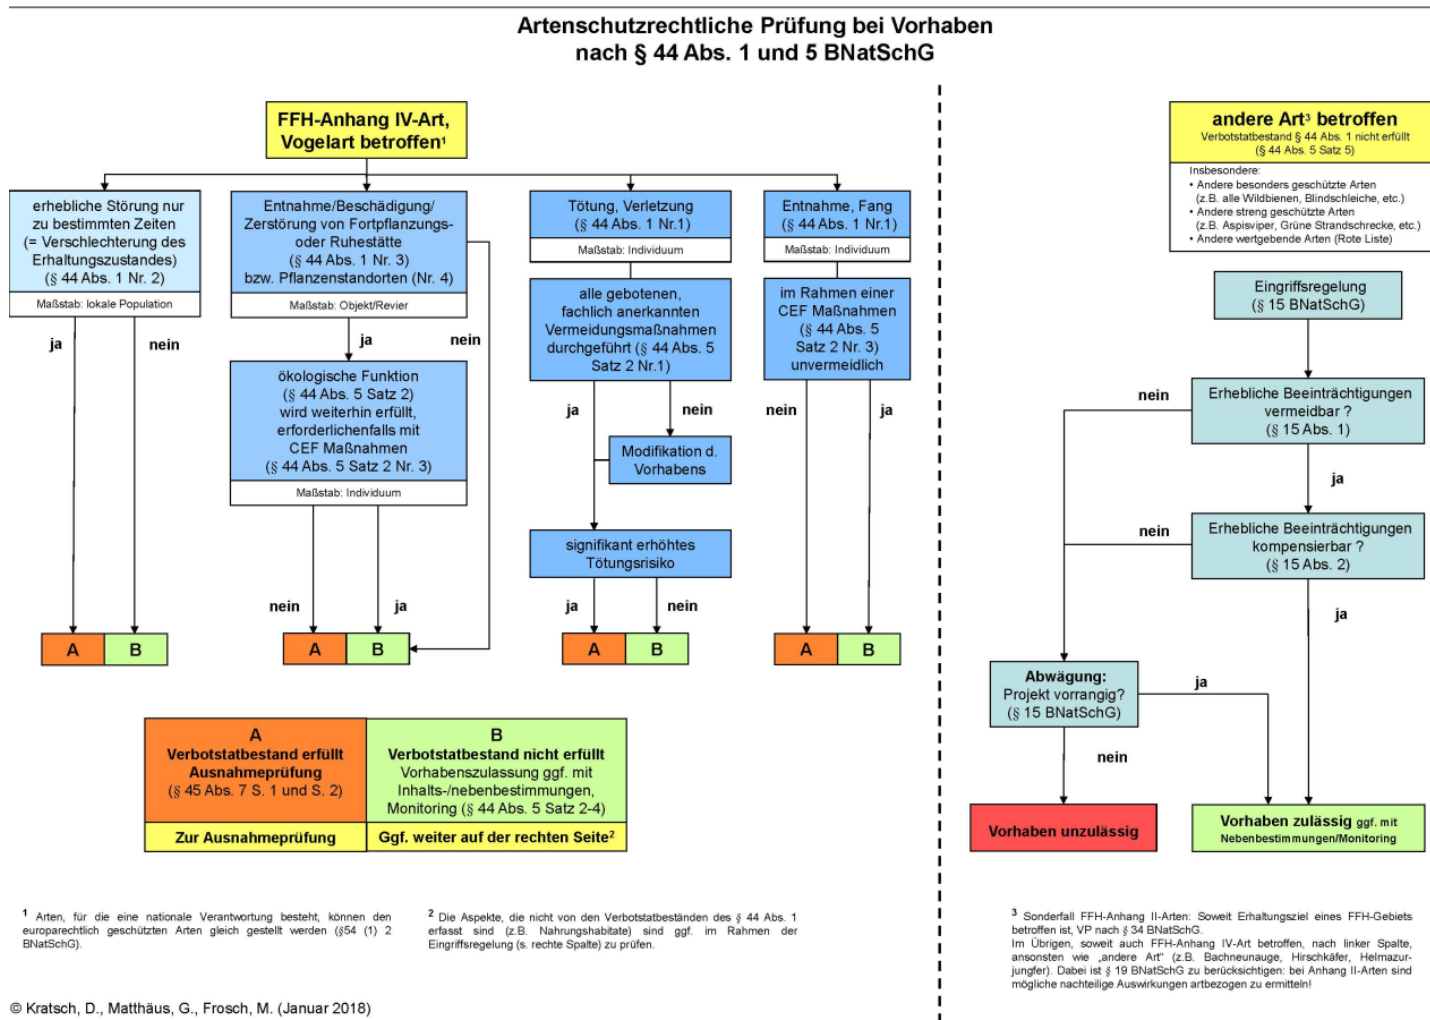 Artenschutzrechtliche Prüfung bei Vorhaben
nach § 44 Abs. 1 und 5 BNatSchG
FFH-Anhang IV-Art,
Vogelart betroffen¹
erhebliche Störung nur
zu bestimmten Zeiten
(= Verschlechterung des
Erhaltungszustandes)
(§ 44 Abs. 1 Nr. 2)
Maßstab: lokale Population
ja
nein
Entnahme/Beschädigung/
Zerstörung von Fortpflanzungs-
oder Ruhestätte
(§ 44 Abs. 1 Nr. 3)
bzw. Pflanzenstandorten (Nr. 4)
Maßstab: Objekt/Revier
ja
nein
ökologische Funktion
(§ 44 Abs. 5 Satz 2)
wird weiterhin erfüllt,
erforderlichenfalls mit
CEF Maßnahmen
(§ 44 Abs. 5 Satz 2 Nr. 3)
Maßstab: Individuum
nein
ja
Tötung, Verletzung
(§ 44 Abs. 1 Nr.1)
Maßstab: Individuum
alle gebotenen,
fachlich anerkannten
Vermeidungsmaßnahmen
durchgeführt (§ 44 Abs. 5
Satz 2 Nr.1)
ja
nein
Modifikation d.
Vorhabens
signifikant erhöhtes
Tötungsrisiko
ja
nein
Entnahme, Fang
(§ 44 Abs. 1 Nr.1)
Maßstab: Individuum
im Rahmen einer
CEF Maßnahmen
(§ 44 Abs. 5
Satz 2 Nr. 3)
unvermeidlich
nein
ja
A
B
A
B
A
B
A
B
A
Verbotstatbestand erfüllt
Ausnahmeprüfung
(§ 45 Abs. 7 S. 1 und S. 2)
Zur Ausnahmeprüfung
B
Verbotstatbestand nicht erfüllt
Vorhabenszulassung ggf. mit
Inhalts-/nebenbestimmungen,
Monitoring (§ 44 Abs. 5 Satz 2-4)
Ggf. weiter auf der rechten Seite²
andere Art³ betroffen
Verbotstatbestand § 44 Abs. 1 nicht erfüllt
(§ 44 Abs. 5 Satz 5)
Insbesondere:
• Andere besonders geschützte Arten
(z.B. alle Wildbienen, Blindschleiche, etc.)
• Andere streng geschützte Arten
(z.B. Aspisviper, Grüne Strandschrecke, etc.)
• Andere wertgebende Arten (Rote Liste)
Eingriffsregelung
(§ 15 BNatSchG)
Erhebliche Beeinträchtigungen
vermeidbar ?
(§ 15 Abs. 1)
nein
ja
Erhebliche Beeinträchtigungen
kompensierbar ?
(§ 15 Abs. 2)
nein
ja
Abwägung:
Projekt vorrangig?
(§ 15 BNatSchG)
ja
nein
Vorhaben unzulässig
Vorhaben zulässig ggf. mit
Nebenbestimmungen/Monitoring
¹ Arten, für die eine nationale Verantwortung besteht, können den
europarechtlich geschützten Arten gleich gestellt werden (§54 (1) 2
BNatSchG).
² Die Aspekte, die nicht von den Verbotstatbeständen des § 44 Abs. 1
erfasst sind (z.B. Nahrungshabitate) sind ggf. im Rahmen der
Eingriffsregelung (s. rechte Spalte) zu prüfen.
³ Sonderfall FFH-Anhang II-Arten: Soweit Erhaltungsziel eines FFH-Gebiets
betroffen ist, VP nach § 34 BNatSchG.
Im Übrigen, soweit auch FFH-Anhang IV-Art betroffen, nach linker Spalte,
ansonsten wie „andere Art“ (z.B. Bachneunauge, Hirschkäfer, Helmazur-
jungfer). Dabei ist § 19 BNatSchG zu berücksichtigen: bei Anhang II-Arten sind
mögliche nachteilige Auswirkungen artbezogen zu ermitteln!
© Kratsch, D., Matthäus, G., Frosch, M. (Januar 2018)